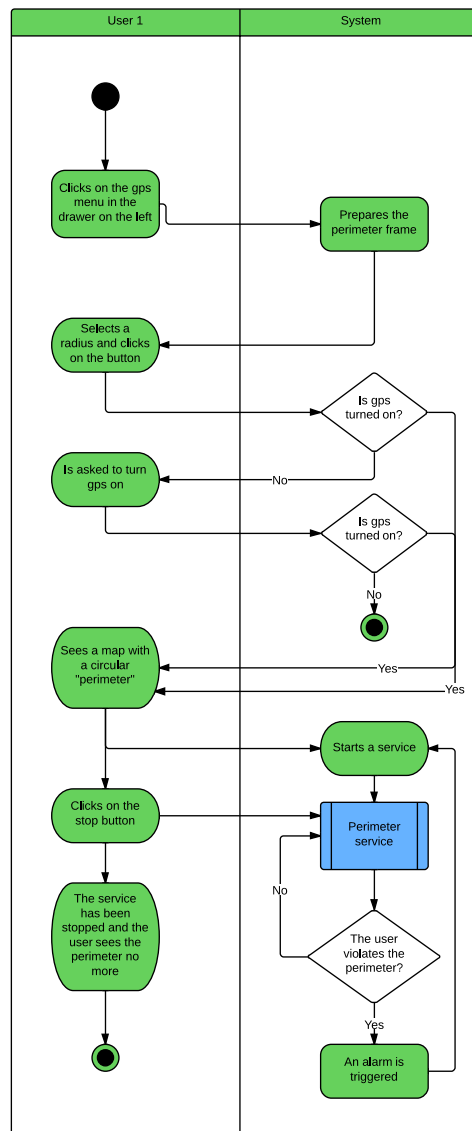 User 1
System
Clicks on the gps
menu in the
drawer on the left
Prepares the
perimeter frame
Selects a
radius and clicks
on the button
Is gps
turned on?
Is asked to turn
gps on
No
Is gps
turned on?
No
Sees a map with
a circular
"perimeter"
Yes
Yes
Starts a service
Clicks on the
stop button
Perimeter
service
No
The service
has been
stopped and the
user sees the
perimeter no
more
The user
violates the
perimeter?
Yes
An alarm is
triggered